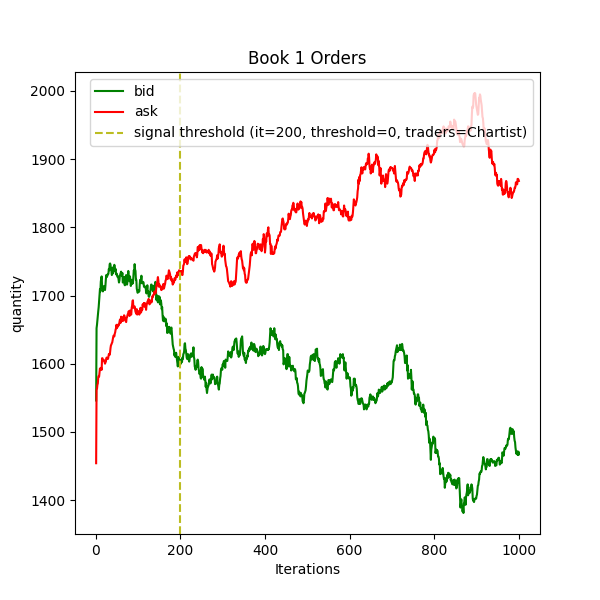 Book 1 Orders
bid
ask
signal threshold (it=200, threshold=0, traders=Chartist)
quantity
2000
1900
1800
1700
1600
1500
1400
0 200 400 600 800 1000
Iterations